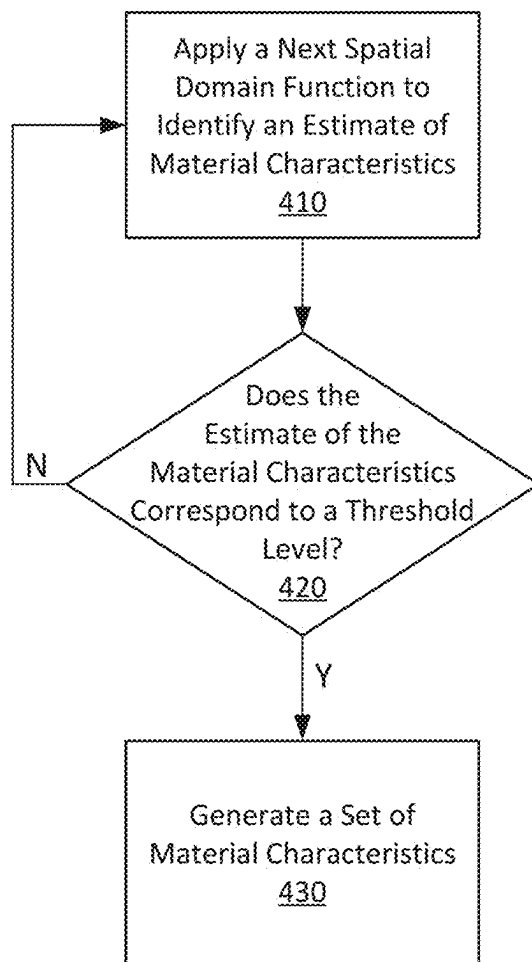 Apply a Next Spatial
Domain Function to
Identify an Estimate of
Material Characteristics
410
Does the
Estimate of the
Material Characteristics
Correspond to a Threshold
Level?
420
N
Y
Generate a Set of
Material Characteristics
430